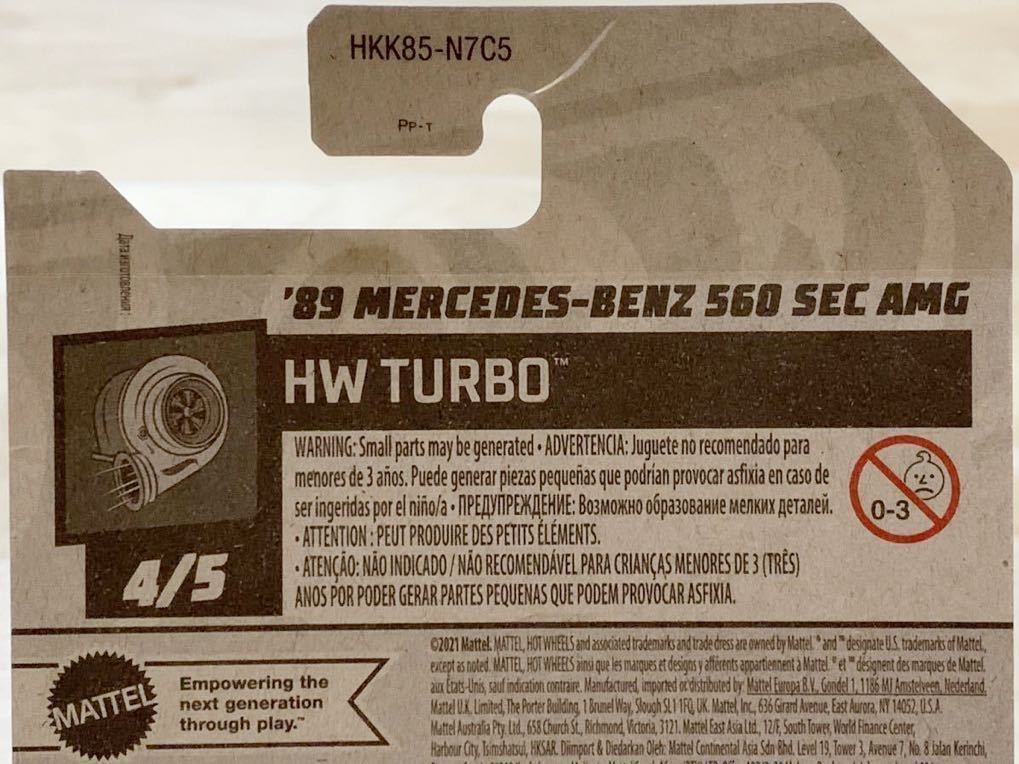 HKK85-N7C5
PP-T
Дата изготовления:
'89 MERCEDES-BENZ 560 SEC AMG
HW TURBO™
WARNING: Small parts may be generated • ADVERTENCIA: Juguete no recomendado para
menores de 3 años. Puede generar piezas pequeñas que podrían provocar asfixia en caso de
ser ingeridas por el niño/a • ПРЕДУПРЕЖДЕНИЕ: Возможно образование мелких деталей.
• ATTENTION : PEUT PRODUIRE DES PETITS ÉLÉMENTS.
• ATENÇÃO: NÃO INDICADO / NÃO RECOMENDÁVEL PARA CRIANÇAS MENORES DE 3 (TRÊS)
ANOS POR PODER GERAR PARTES PEQUENAS QUE PODEM PROVOCAR ASFIXIA.
0-3
4/5
MATTEL
Empowering the
next generation
through play.™
©2021 Mattel. MATTEL, HOT WHEELS and associated trademarks and trade dress are owned by Mattel. ® and ™ designate U.S. trademarks of Mattel,
except as noted. MATTEL, HOT WHEELS ainsi que les marques et designs y afférents appartiennent à Mattel. ® et ™ désignent des marques de Mattel
aux États-Unis, sauf indication contraire. Manufactured, imported or distributed by: Mattel Europa B.V., Gondel 1, 1186 MJ Amstelveen, Nederland.
Mattel U.K. Limited, The Porter Building, 1 Brunel Way, Slough SL1 1FQ, UK. Mattel, Inc., 636 Girard Avenue, East Aurora, NY 14052, U.S.A.
Mattel Australia Pty. Ltd., 658 Church St., Richmond, Victoria, 3121. Mattel East Asia Ltd., 12/F, South Tower, World Finance Center,
Harbour City, Tsimshatsui, HKSAR. Diimport & Diedarkan Oleh: Mattel Continental Asia Sdn Bhd. Level 19, Tower 3, Avenue 7, No. 8 Jalan Kerinchi,